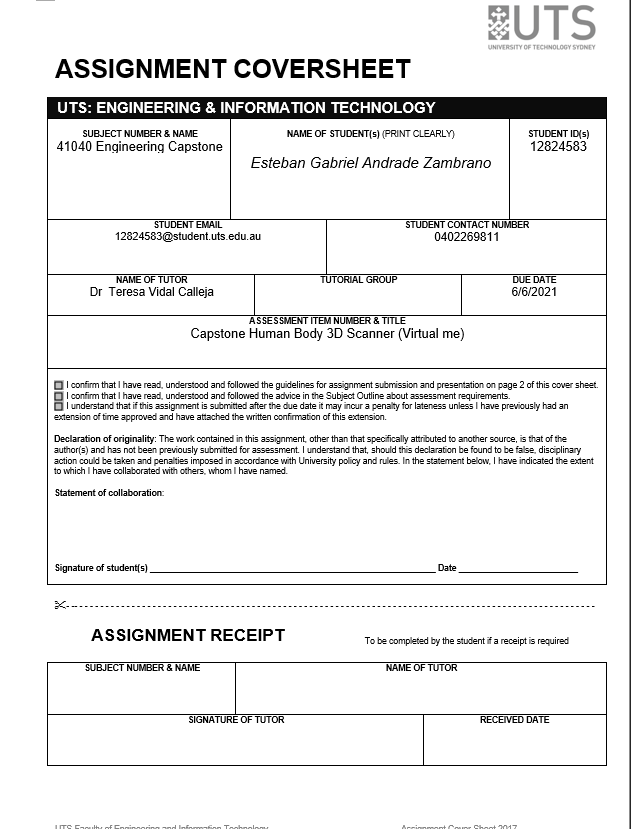 UTS
UNIVERSITY OF TECHNOLOGY SYDNEY
ASSIGNMENT COVERSHEET
UTS: ENGINEERING & INFORMATION TECHNOLOGY
SUBJECT NUMBER & NAME
41040 Engineering Capstone
NAME OF STUDENT(s) (PRINT CLEARLY)
Esteban Gabriel Andrade Zambrano
STUDENT ID(s)
12824583
STUDENT EMAIL
12824583@student.uts.edu.au
STUDENT CONTACT NUMBER
0402269811
NAME OF TUTOR
Dr Teresa Vidal Calleja
TUTORIAL GROUP
DUE DATE
6/6/2021
ASSESSMENT ITEM NUMBER & TITLE
Capstone Human Body 3D Scanner (Virtual me)
I confirm that I have read, understood and followed the guidelines for assignment submission and presentation on page 2 of this cover sheet.
I confirm that I have read, understood and followed the advice in the Subject Outline about assessment requirements.
I understand that if this assignment is submitted after the due date it may incur a penalty for lateness unless I have previously had an
extension of time approved and have attached the written confirmation of this extension.
Declaration of originality: The work contained in this assignment, other than that specifically attributed to another source, is that of the
author(s) and has not been previously submitted for assessment. I understand that, should this declaration be found to be false, disciplinary
action could be taken and penalties imposed in accordance with University policy and rules. In the statement below, I have indicated the extent
to which I have collaborated with others, whom I have named.
Statement of collaboration:
Signature of student(s) Date
ASSIGNMENT RECEIPT
To be completed by the student if a receipt is required
SUBJECT NUMBER & NAME
NAME OF TUTOR
SIGNATURE OF TUTOR
RECEIVED DATE
UTS Faculty of Engineering and Information Technology
Assignment Cover Sheet 2017